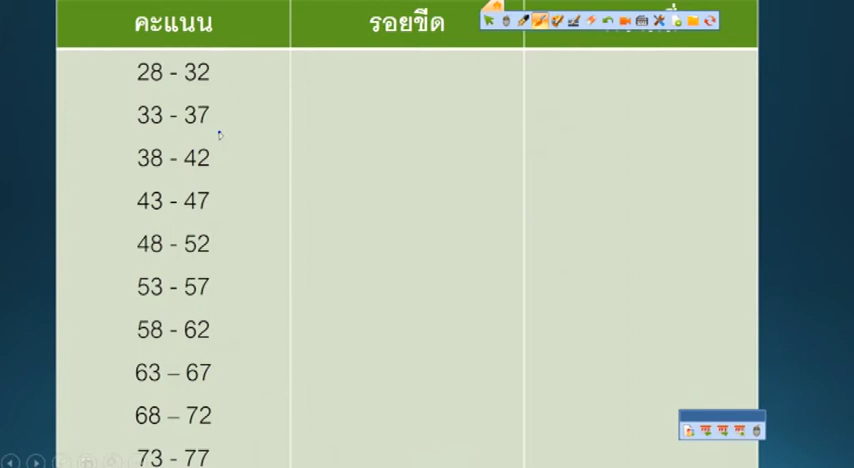 คะแนน รอยขีด
28 - 32
33 - 37
38 - 42
43 - 47
48 - 52
53 - 57
58 - 62
63 – 67
68 – 72
73 - 77